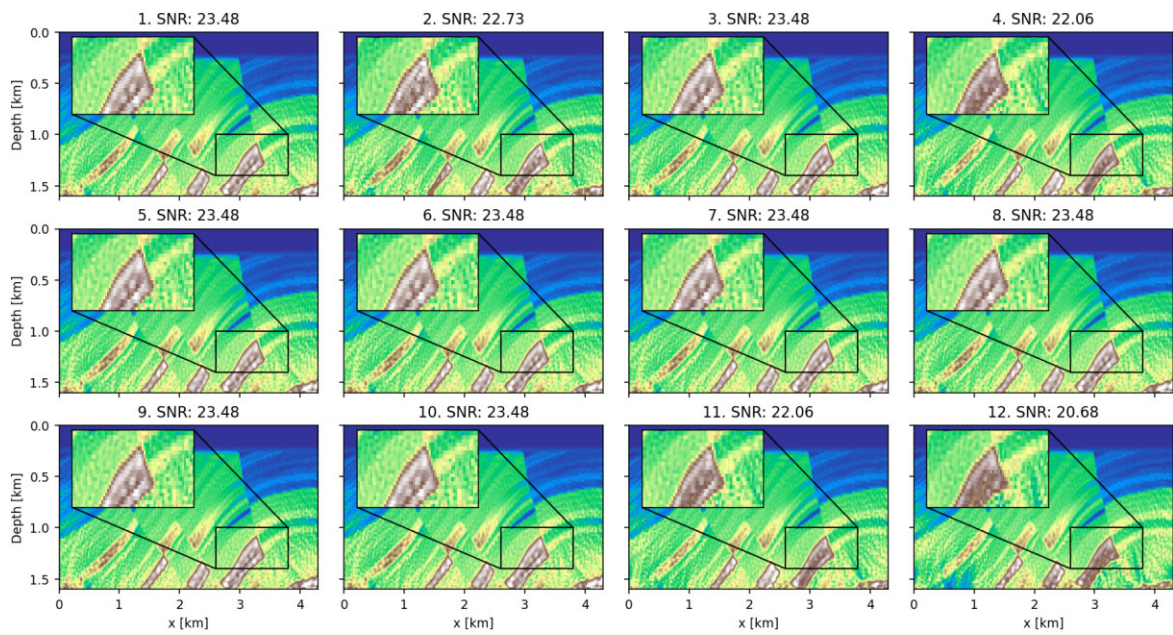 1. SNR: 23.48
2. SNR: 22.73
3. SNR: 23.48
4. SNR: 22.06
0.0
0.5
1.0
1.5
Depth [km]
5. SNR: 23.48
6. SNR: 23.48
7. SNR: 23.48
8. SNR: 23.48
0.0
0.5
1.0
1.5
Depth [km]
9. SNR: 23.48
10. SNR: 23.48
11. SNR: 22.06
12. SNR: 20.68
0.0
0.5
1.0
1.5
Depth [km]
0 1 2 3 4
0 1 2 3 4
0 1 2 3 4
0 1 2 3 4
x [km]
x [km]
x [km]
x [km]